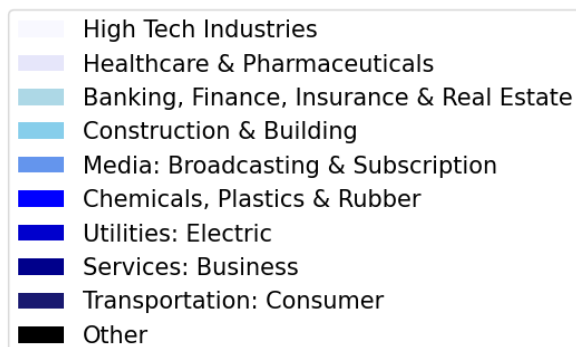 High Tech Industries
Healthcare & Pharmaceuticals
Banking, Finance, Insurance & Real Estate
Construction & Building
Media: Broadcasting & Subscription
Chemicals, Plastics & Rubber
Utilities: Electric
Services: Business
Transportation: Consumer
Other